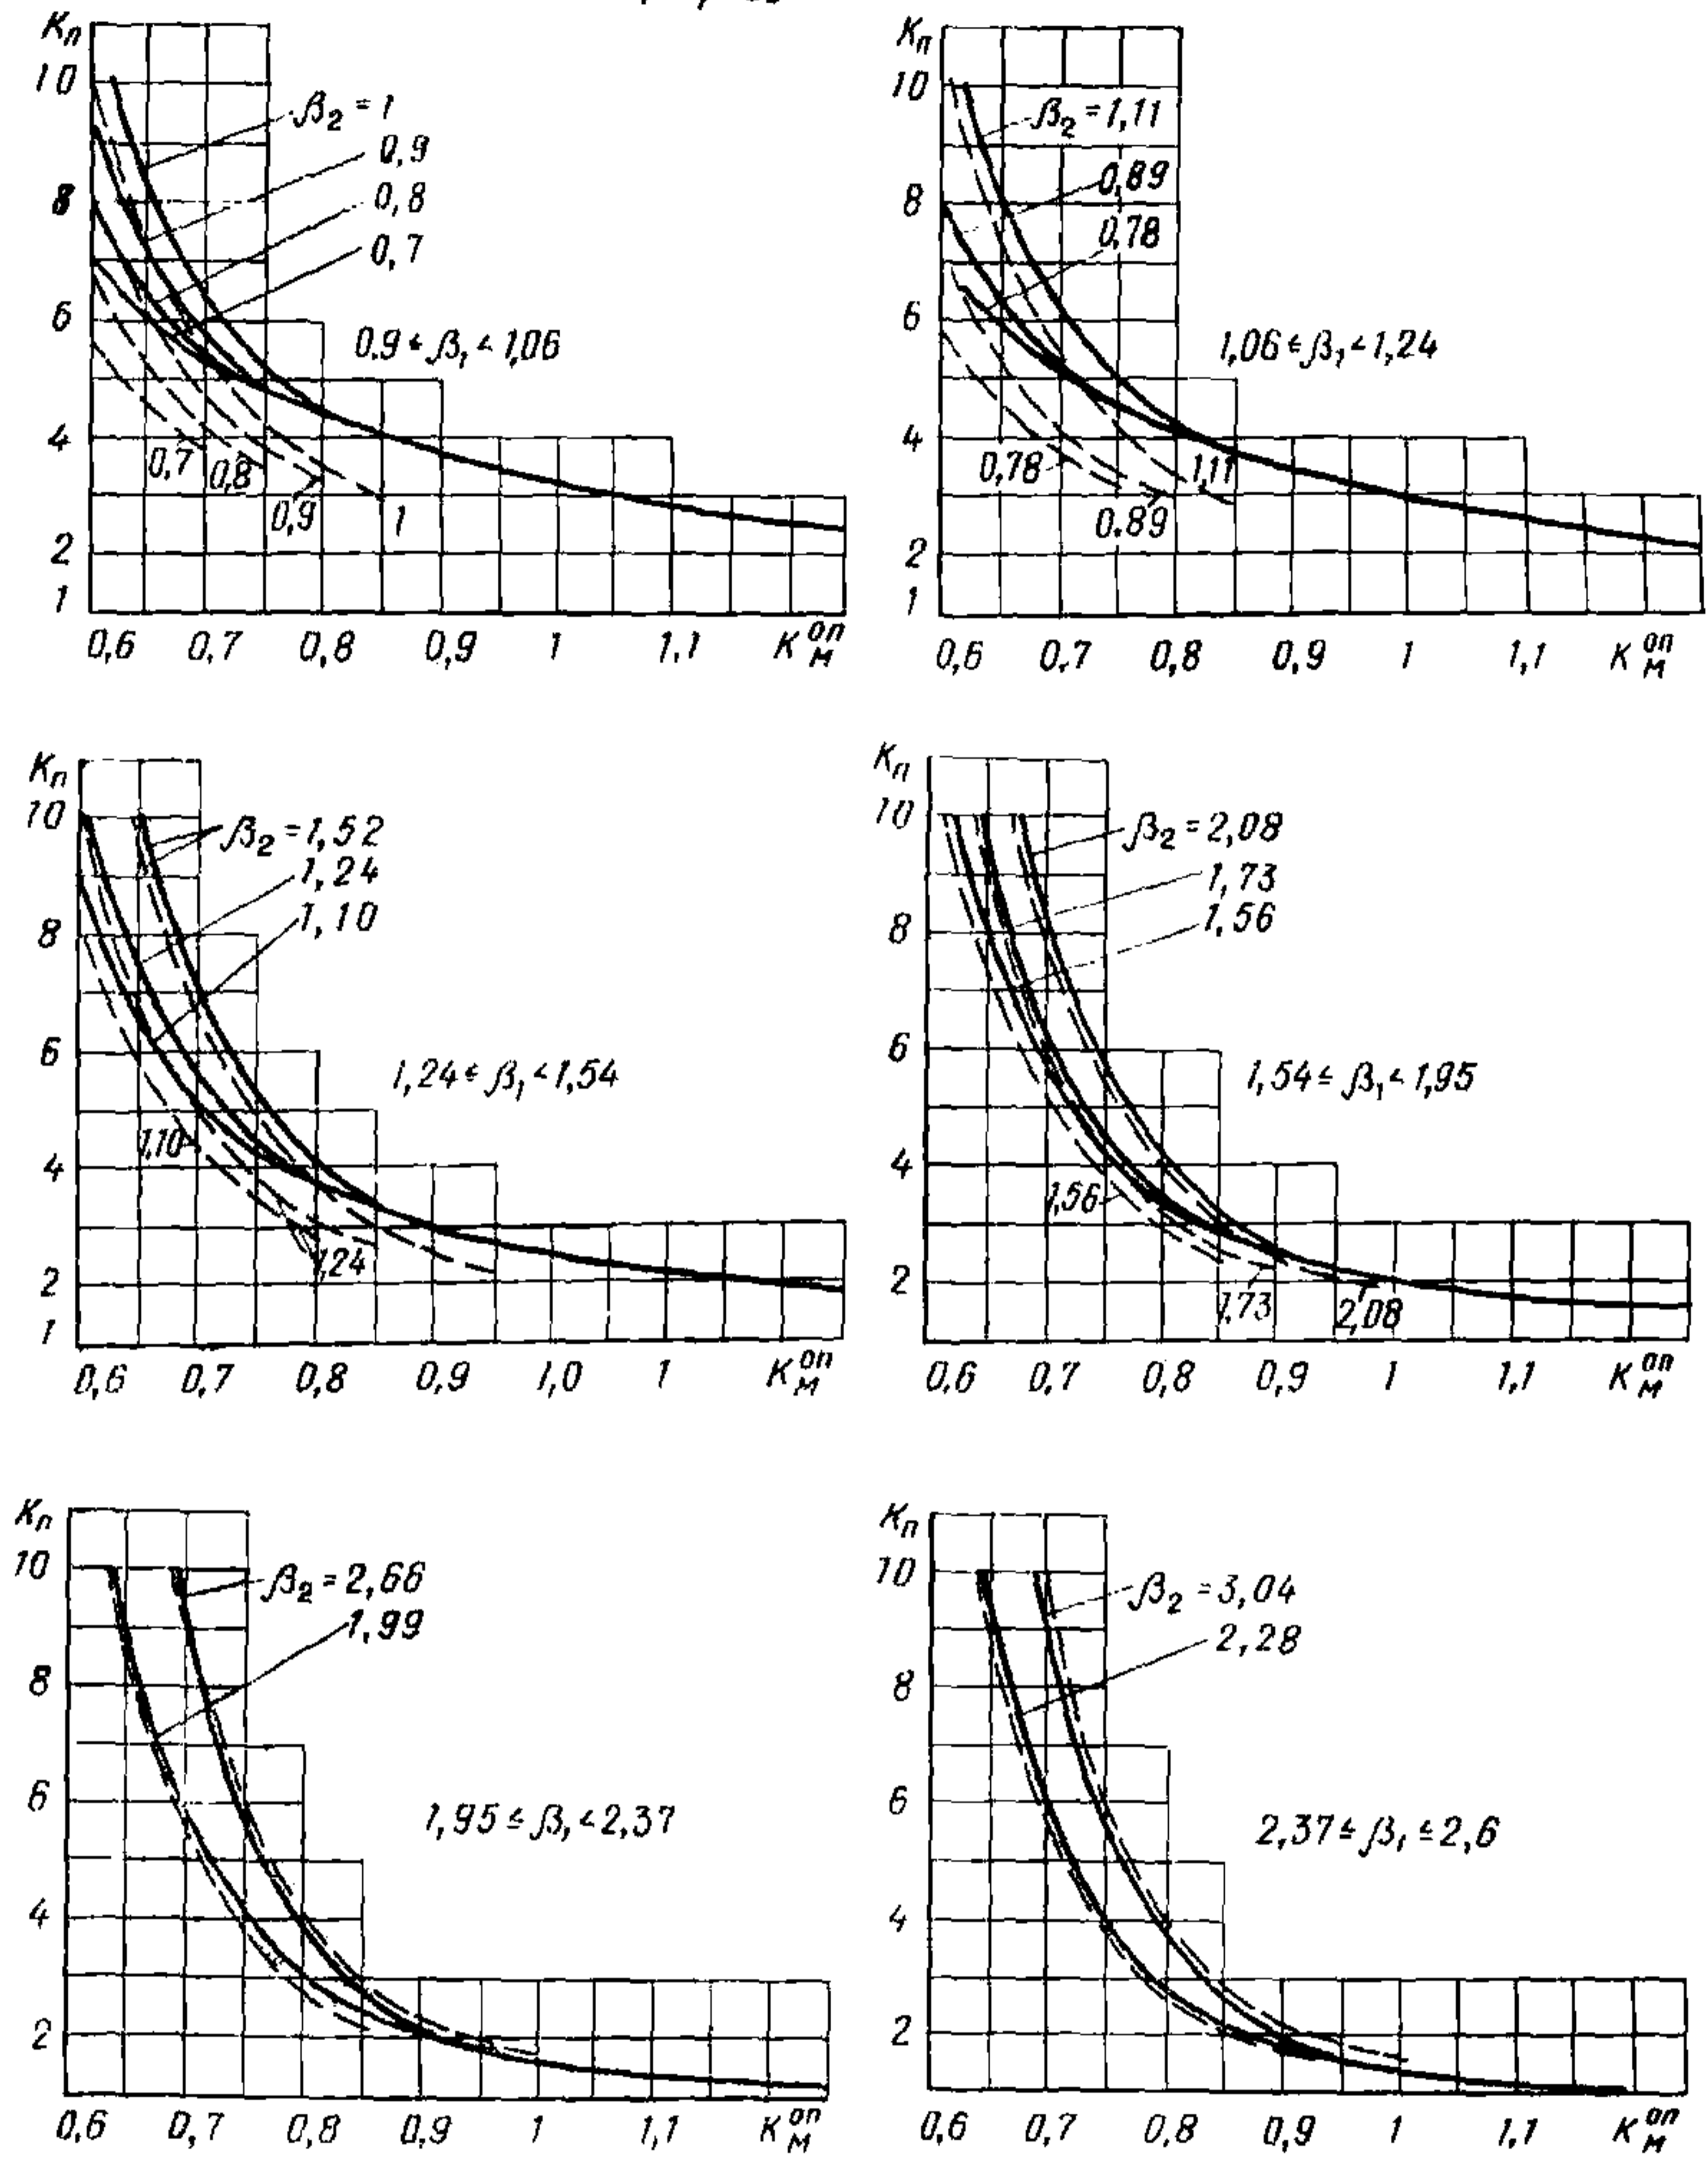 Kп
10
8
6
4
2
1
β₂ = 1
0,9
0,8
0,7
0.9 ≤ β₁ < 1,06
0,7
0,8
0,9
1
0,6 0,7 0,8 0,9 1 1,1 K оп м
Kп
10
8
6
4
2
1
β₂ = 1,11
0,89
0,78
1,06 ≤ β₁ < 1,24
0,78
1,11
0.89
0,6 0,7 0,8 0,9 1 1,1 K оп м
Kп
10
8
6
4
2
1
β₂ = 1,52
1,24
1,10
1,24 ≤ β₁ < 1,54
1,10
1,24
0,6 0,7 0,8 0,9 1,0 1 K оп м
Kп
10
8
6
4
2
β₂ = 2,08
1,73
1,56
1,54 ≤ β₁ < 1,95
1,56
1,73
2,08
0,6 0,7 0,8 0,9 1 1,1 K оп м
Kп
10
8
6
4
2
β₂ = 2,66
1,99
1,95 ≤ β₁ < 2,37
0,6 0,7 0,8 0,9 1 1,1 K оп м
Kп
10
8
6
4
2
β₂ = 3,04
2,28
2,37 ≤ β₁ ≤ 2,6
0,6 0,7 0,8 0,9 1 1,1 K оп м